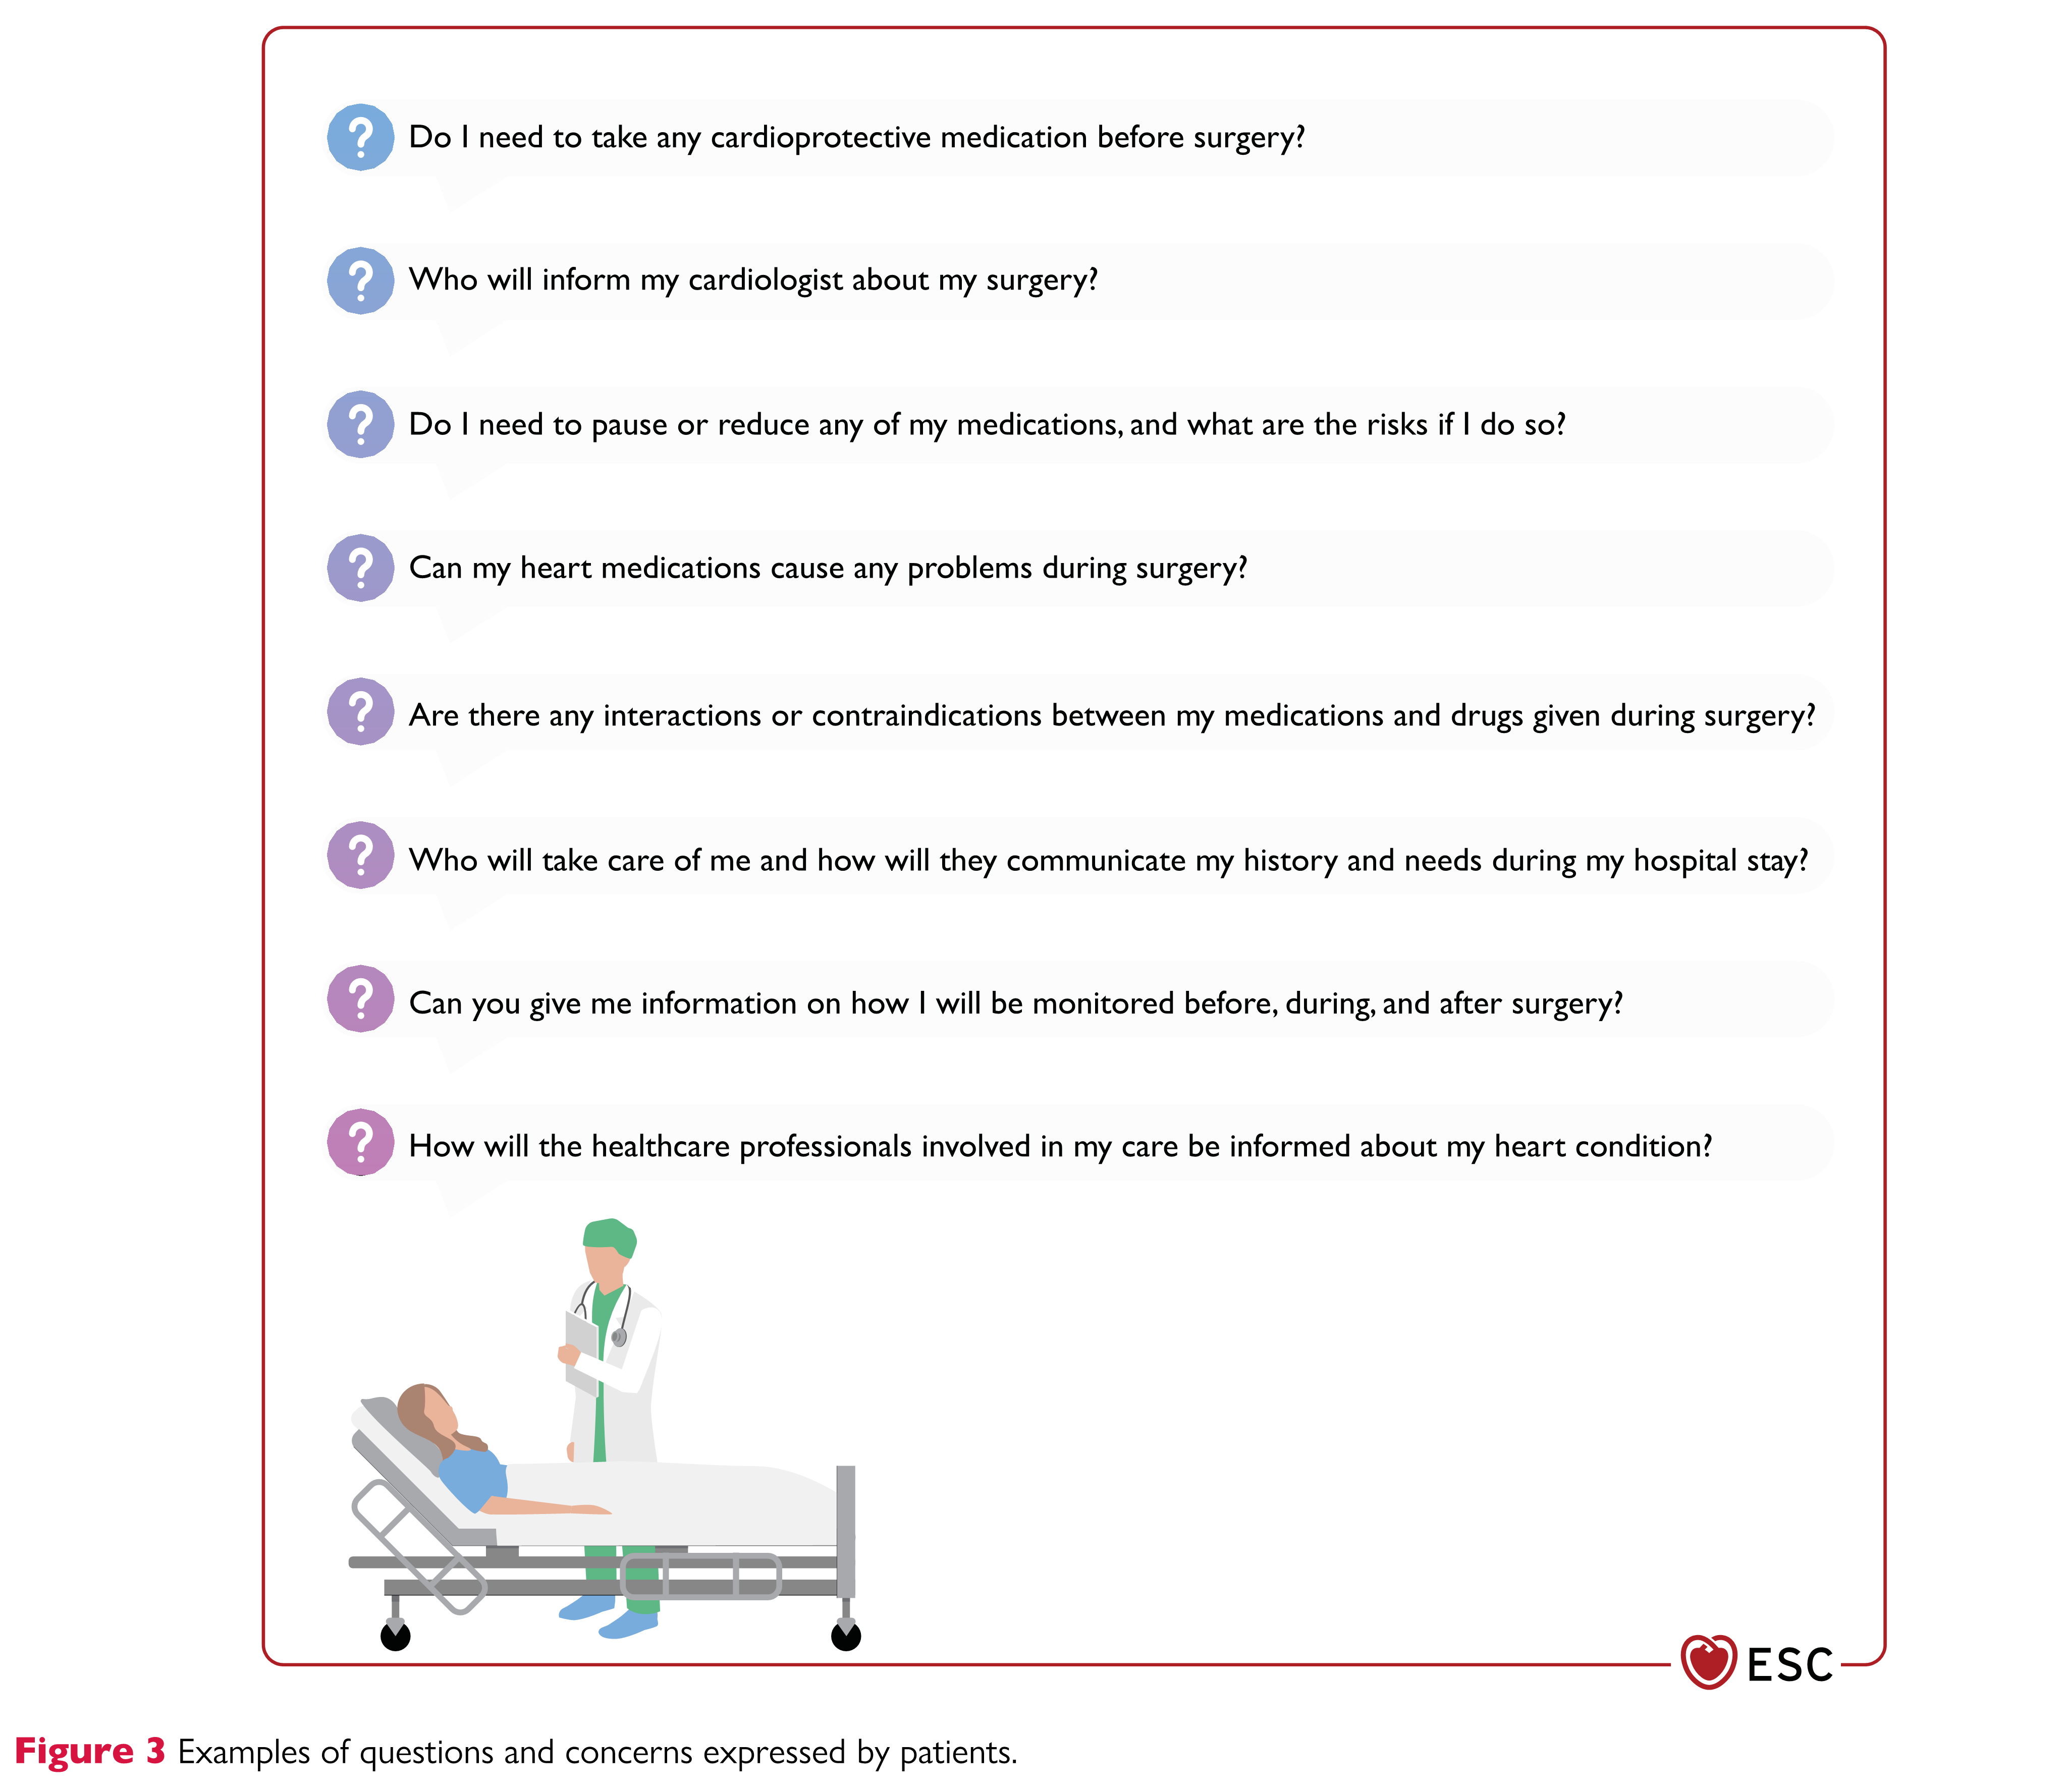 ? Do I need to take any cardioprotective medication before surgery?
? Who will inform my cardiologist about my surgery?
? Do I need to pause or reduce any of my medications, and what are the risks if I do so?
? Can my heart medications cause any problems during surgery?
? Are there any interactions or contraindications between my medications and drugs given during surgery?
? Who will take care of me and how will they communicate my history and needs during my hospital stay?
? Can you give me information on how I will be monitored before, during, and after surgery?
? How will the healthcare professionals involved in my care be informed about my heart condition?
ESC
Figure 3 Examples of questions and concerns expressed by patients.